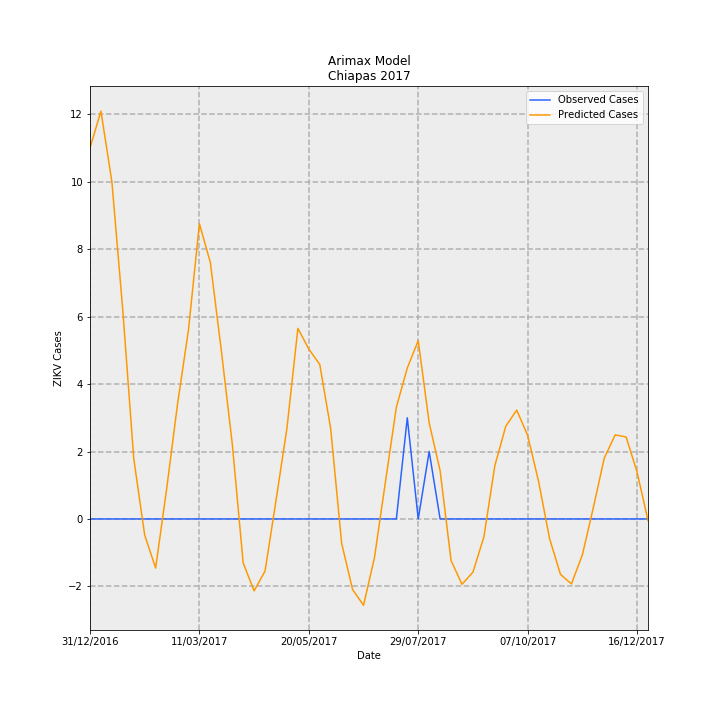 Arimax Model
Chiapas 2017
Observed Cases
Predicted Cases
12
10
8
6
4
2
0
−2
ZIKV Cases
31/12/2016
11/03/2017
20/05/2017
29/07/2017
07/10/2017
16/12/2017
Date